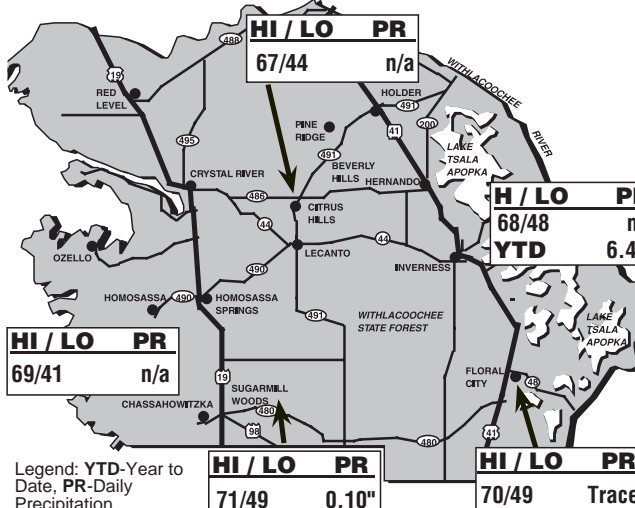 HI / LO PR
67/44 n/a
488
19
RED
LEVEL
HOLDER
491
WITHLACOOCHEE
RIVER
PINE
RIDGE
41
200
495
491
LAKE
TSALA
APOPKA
BEVERLY
HILLS
CRYSTAL RIVER
HERNANDO
486
H / LO
68/48
YTD 6.4
CITRUS
HILLS
44
44
OZELLO
LECANTO
INVERNESS
490
HOMOSASSA
490
HOMOSASSA
SPRINGS
491
WITHLACOOCHEE
STATE FOREST
LAKE
TSALA
APOPKA
HI / LO PR
69/41 n/a
19
FLORAL
CITY
48
SUGARMILL
WOODS
CHASSAHOWITZKA
480
98
480
41
Legend: YTD-Year to
Date, PR-Daily
Precipitation
HI / LO PR
71/49 0.10"
HI / LO PR
70/49 Trace